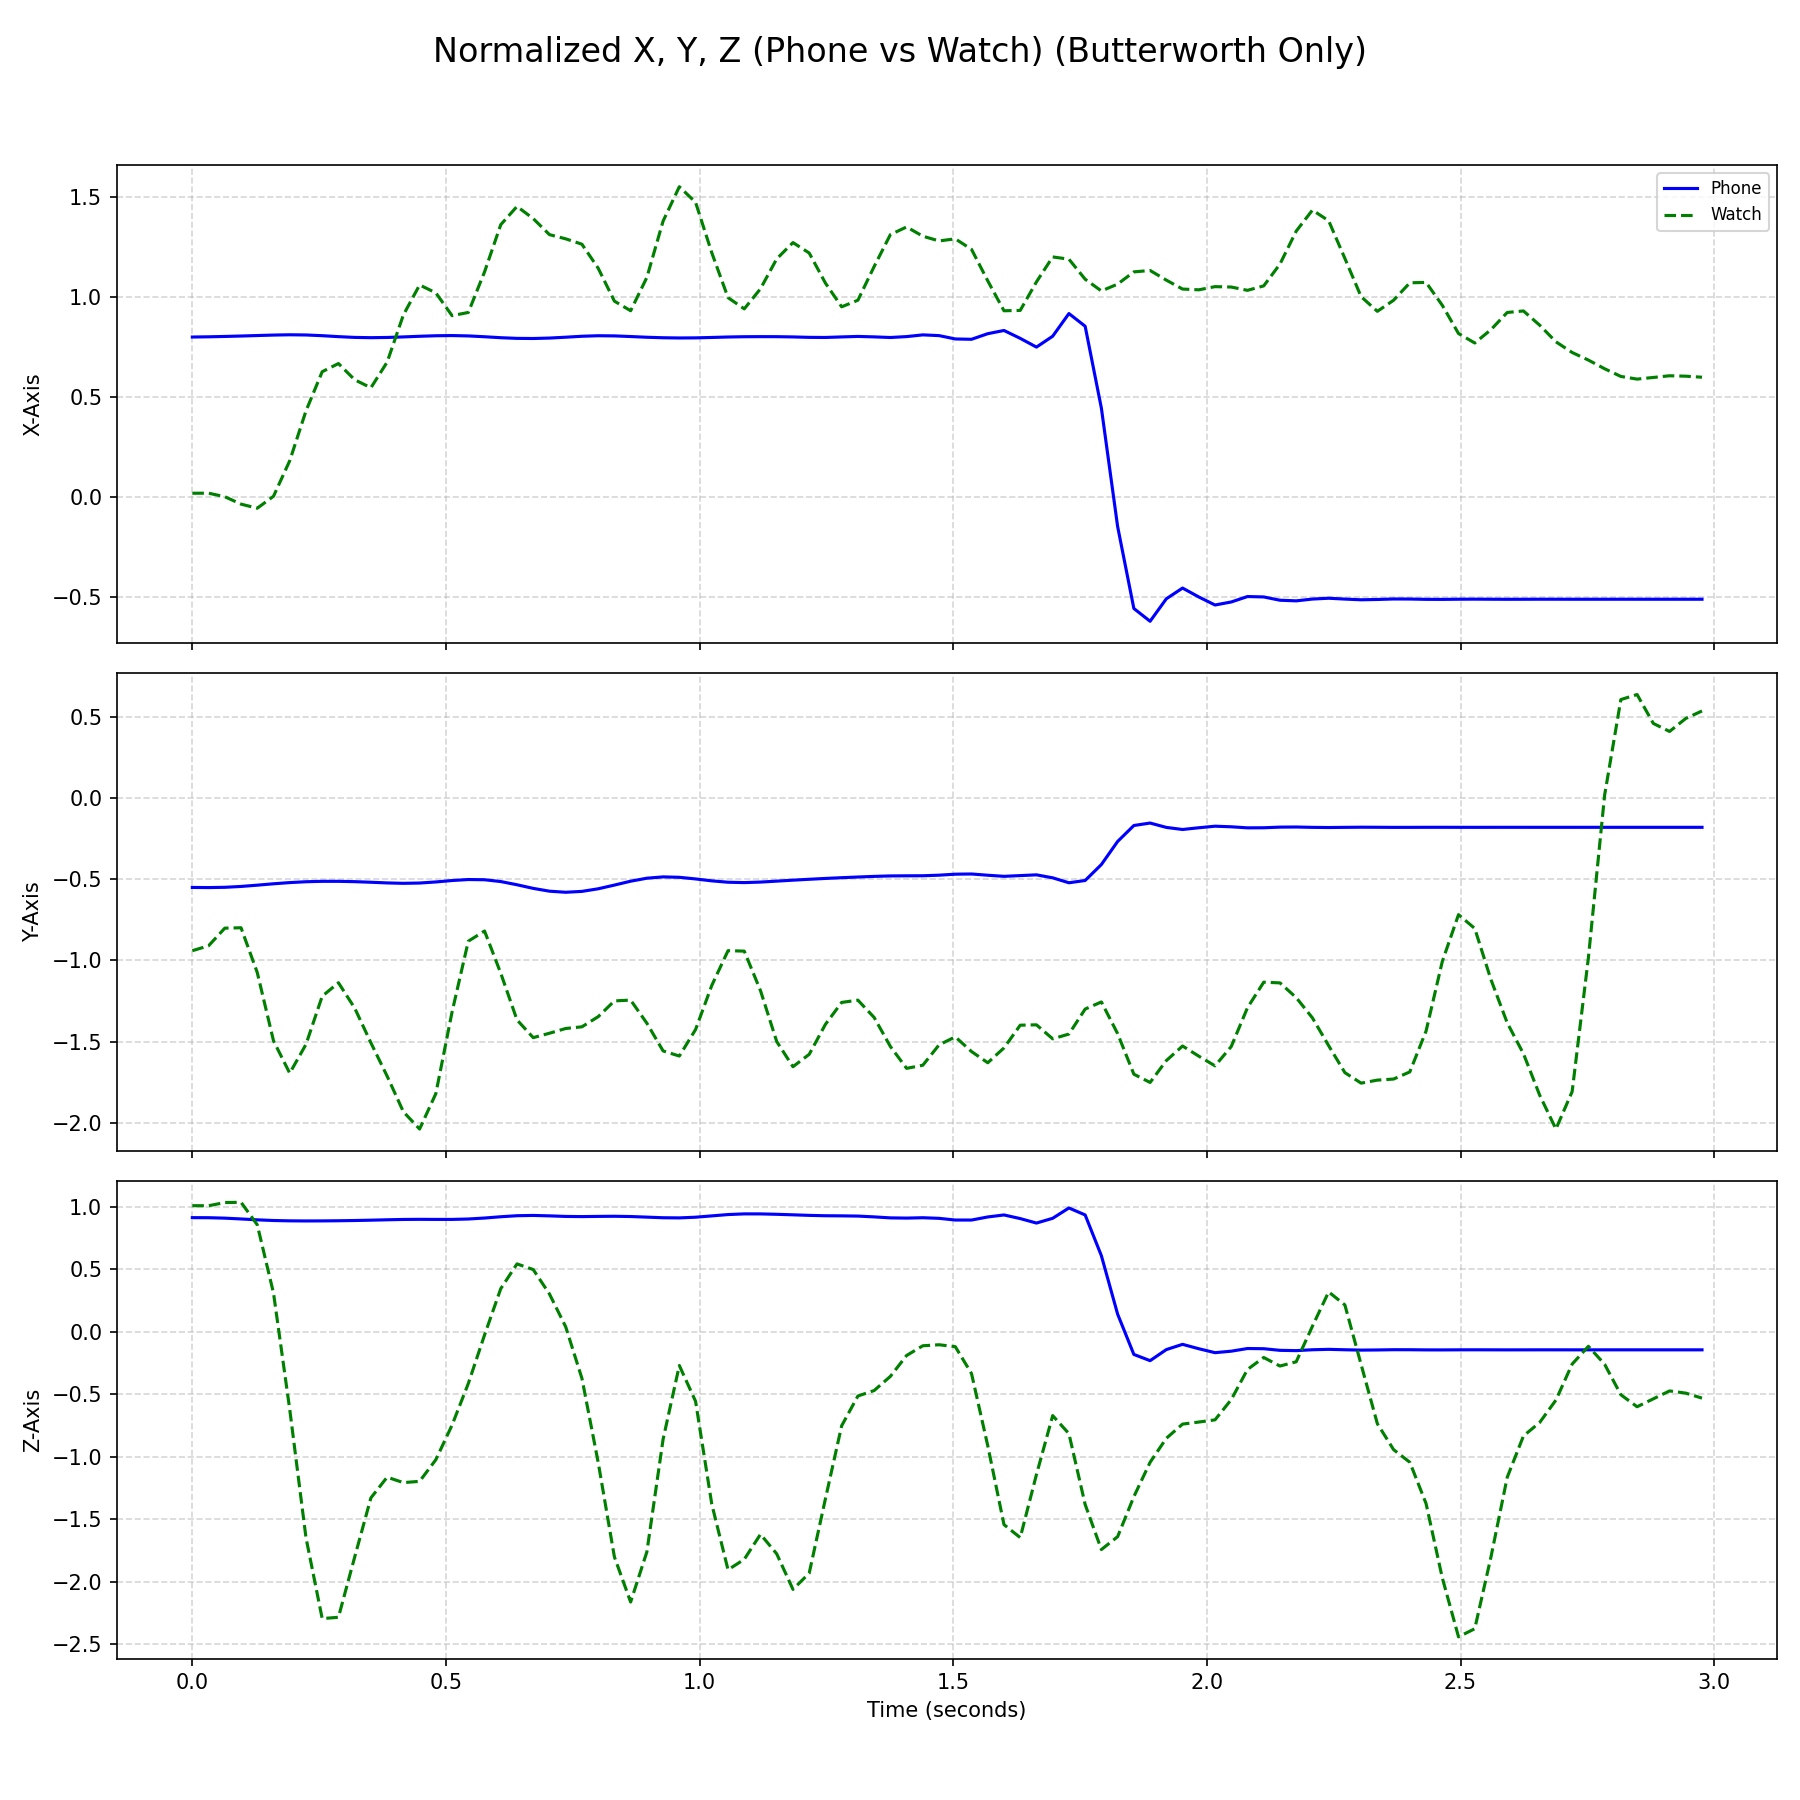 Normalized X, Y, Z (Phone vs Watch) (Butterworth Only)
Phone
Watch
1.5
1.0
0.5
0.0
−0.5
X-Axis
0.5
0.0
−0.5
−1.0
−1.5
−2.0
Y-Axis
1.0
0.5
0.0
−0.5
−1.0
−1.5
−2.0
−2.5
Z-Axis
0.0 0.5 1.0 1.5 2.0 2.5 3.0
Time (seconds)